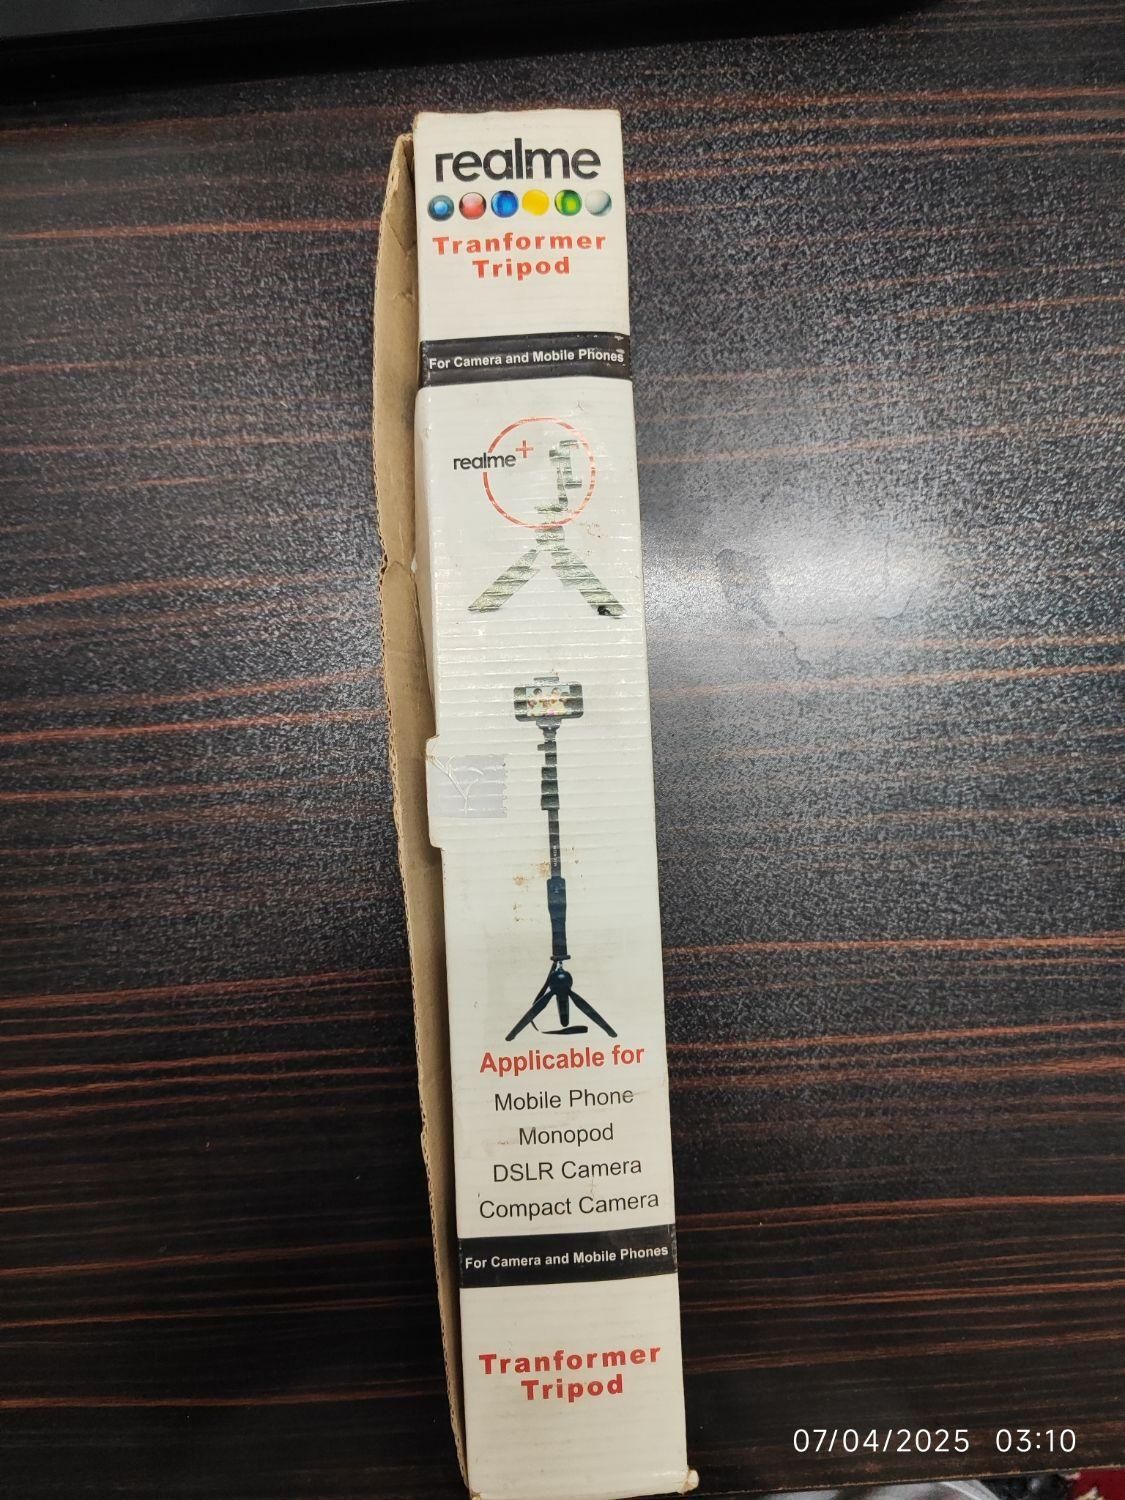 realme
Tranformer
Tripod
For Camera and Mobile Phones
realme+
Applicable for
Mobile Phone
Monopod
DSLR Camera
Compact Camera
For Camera and Mobile Phones
Tranformer
Tripod
07/04/2025 03:10